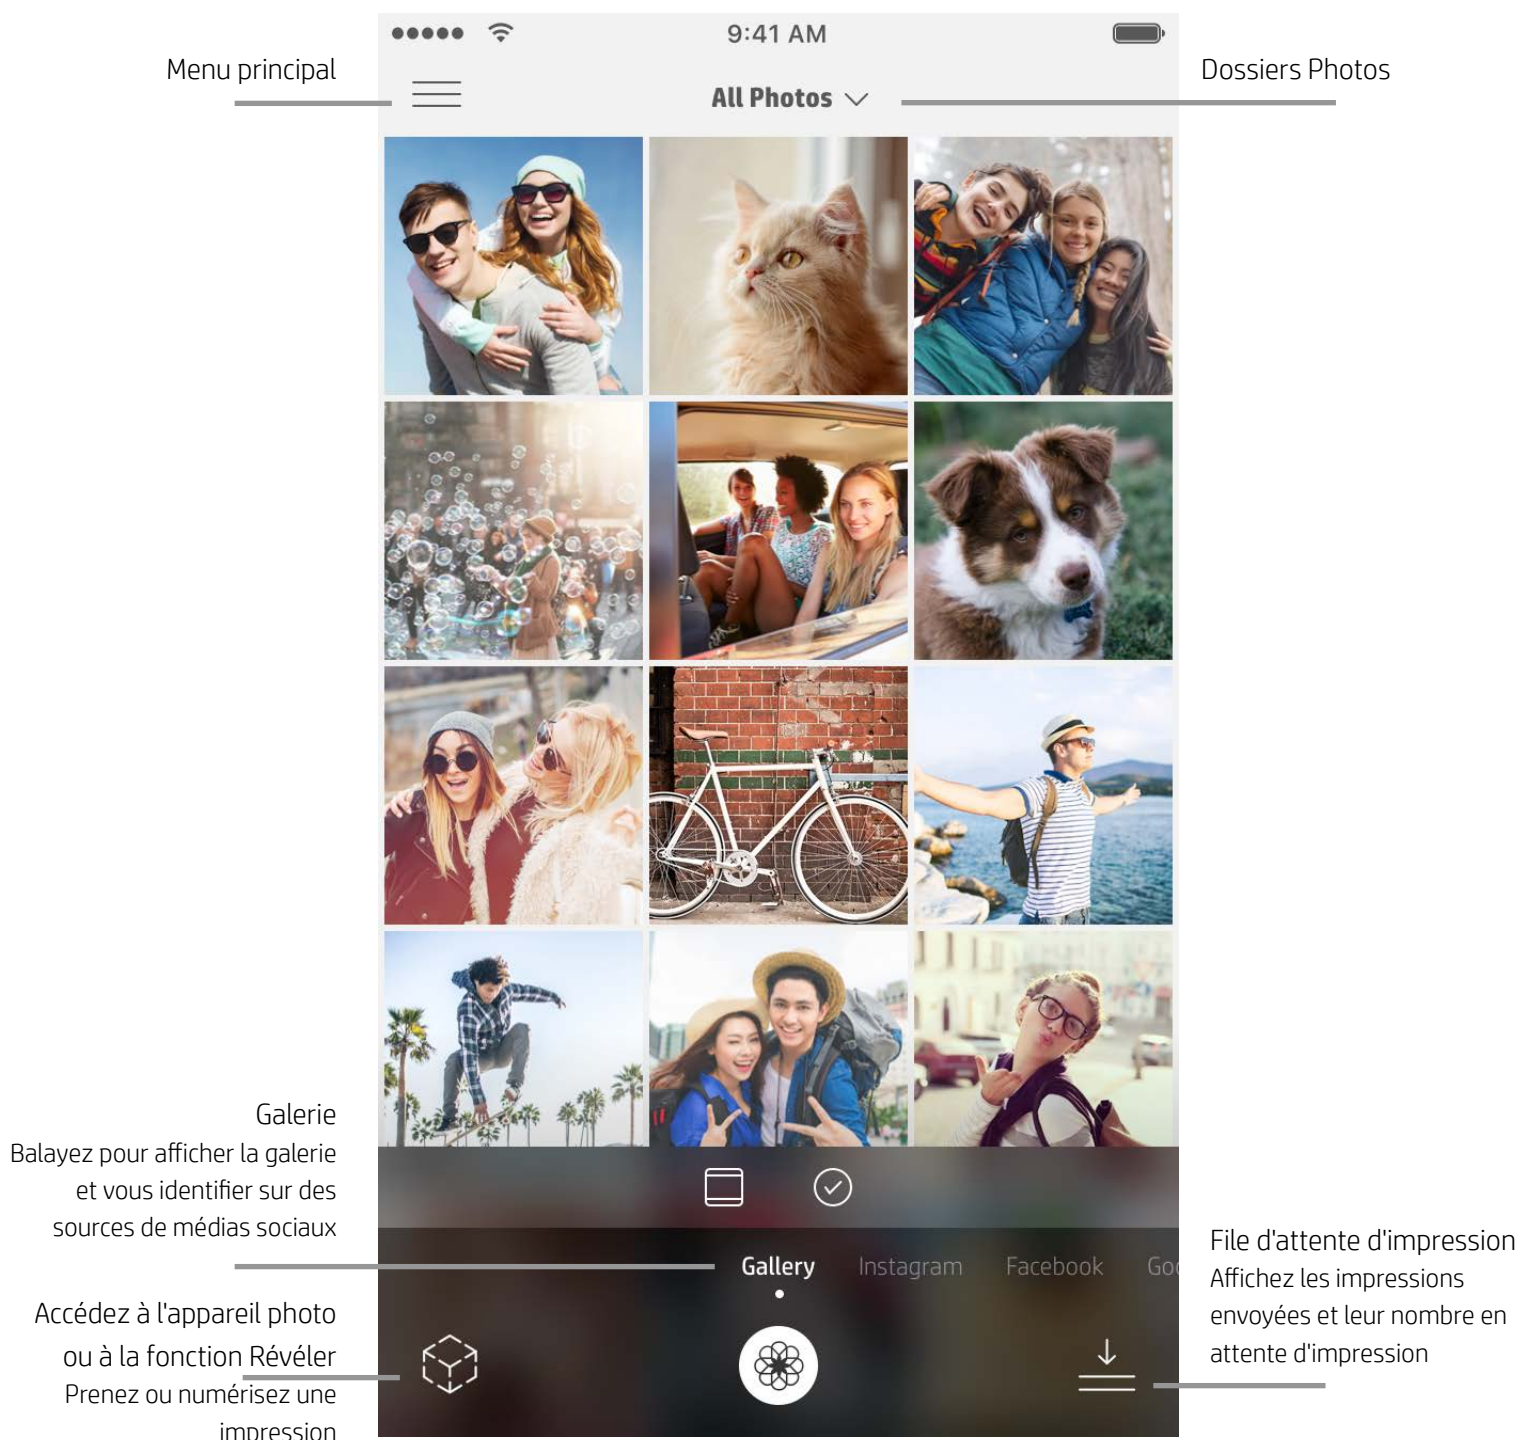 9:41 AM
Menu principal
Dossiers Photos
All Photos
Galerie
Balayez pour afficher la galerie
et vous identifier sur des
sources de médias sociaux
Gallery Instagram Facebook Goo
File d'attente d'impression
Affichez les impressions
envoyées et leur nombre en
attente d'impression
Accédez à l'appareil photo
ou à la fonction Révéler
Prenez ou numérisez une
impression